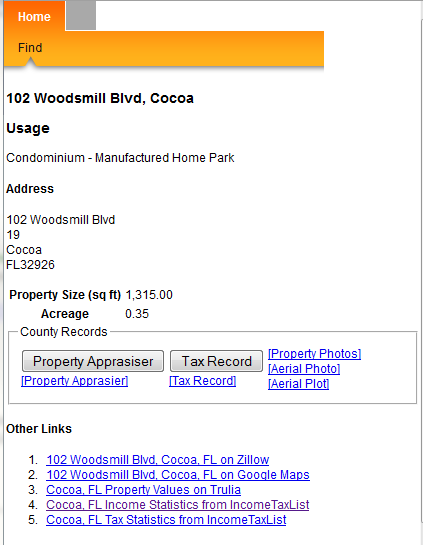 Home
Find
102 Woodsmill Blvd, Cocoa
Usage
Condominium - Manufactured Home Park
Address
102 Woodsmill Blvd
19
Cocoa
FL32926
Property Size (sq ft) 1,315.00
Acreage 0.35
County Records
Property Apprasiser Tax Record [Property Photos]
[Aerial Photo]
[Property Apprasier] [Tax Record] [Aerial Plot]
Other Links
1. 102 Woodsmill Blvd, Cocoa, FL on Zillow
2. 102 Woodsmill Blvd, Cocoa, FL on Google Maps
3. Cocoa, FL Property Values on Trulia
4. Cocoa, FL Income Statistics from IncomeTaxList
5. Cocoa, FL Tax Statistics from IncomeTaxList